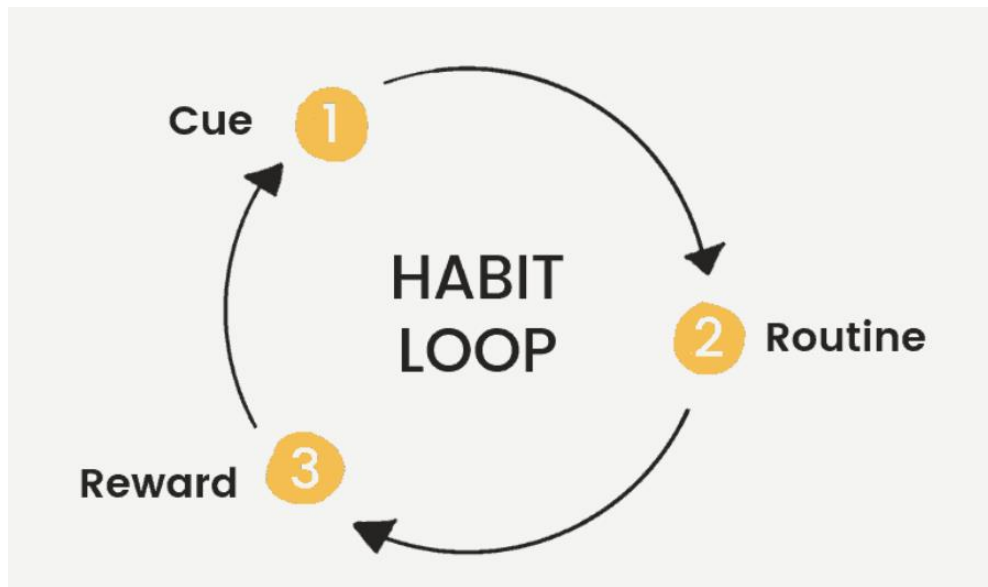 Cue
1
HABIT
LOOP
2
Routine
3
Reward